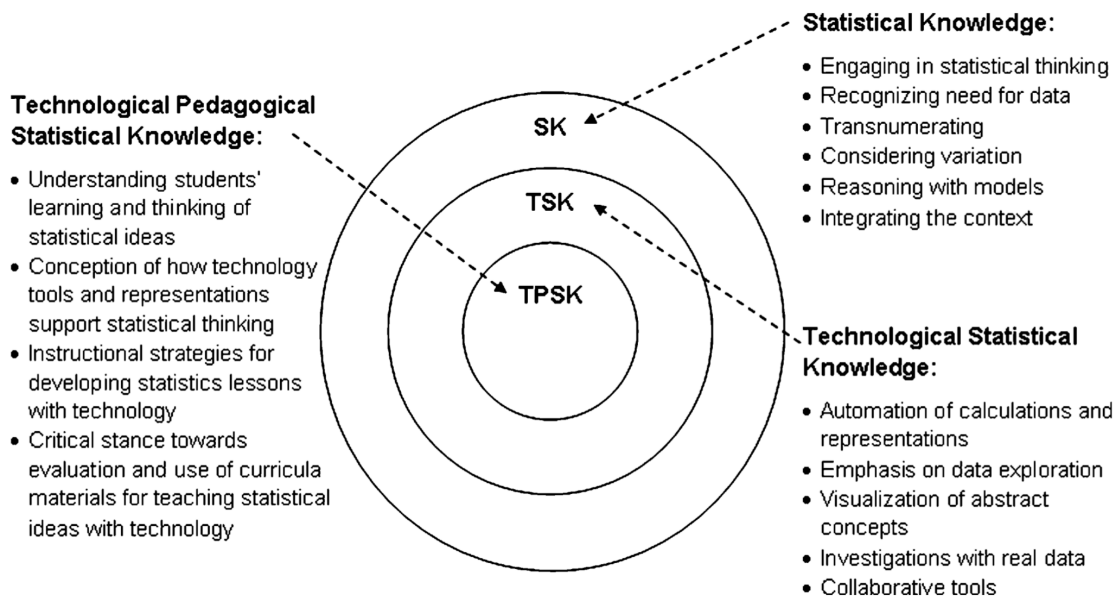 Technological Pedagogical
Statistical Knowledge:
• Understanding students'
learning and thinking of
statistical ideas
• Conception of how technology
tools and representations
support statistical thinking
• Instructional strategies for
developing statistics lessons
with technology
• Critical stance towards
evaluation and use of curricula
materials for teaching statistical
ideas with technology
SK
TSK
TPSK
Statistical Knowledge:
• Engaging in statistical thinking
• Recognizing need for data
• Transnumerating
• Considering variation
• Reasoning with models
• Integrating the context
Technological Statistical
Knowledge:
• Automation of calculations and
representations
• Emphasis on data exploration
• Visualization of abstract
concepts
• Investigations with real data
• Collaborative tools